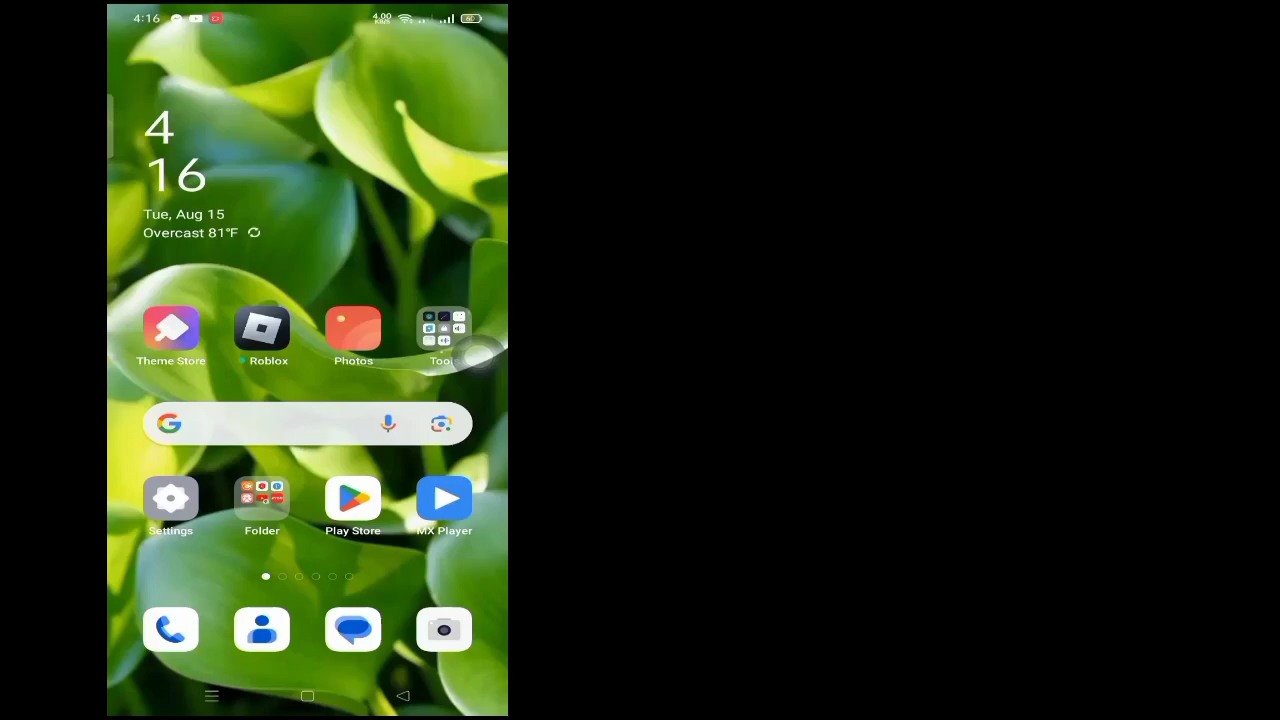 4:16
4.00
KB/S
60
4
16
Tue, Aug 15
Overcast 81°F
Theme Store
Roblox
Photos
Tool
Settings
Folder
Play Store
MX Player